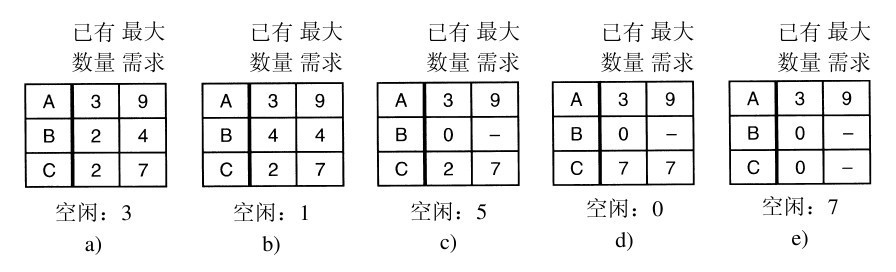 已有 最大 已有 最大 已有 最大 已有 最大 已有 最大
数量 需求 数量 需求 数量 需求 数量 需求 数量 需求
A 3 9 A 3 9 A 3 9 A 3 9 A 3 9
B 2 4 B 4 4 B 0 – B 0 – B 0 –
C 2 7 C 2 7 C 2 7 C 7 7 C 0 –
空闲：3 空闲：1 空闲：5 空闲：0 空闲：7
a) b) c) d) e)